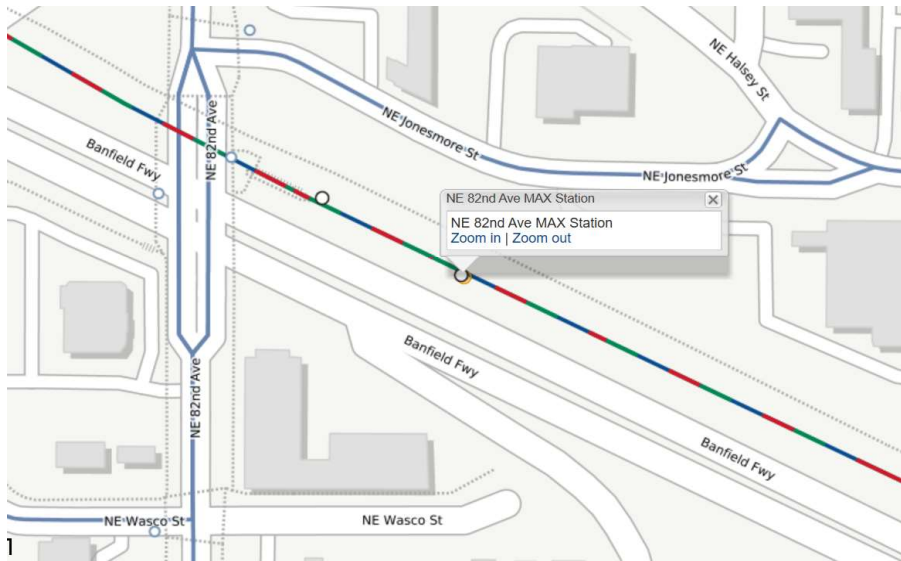 NE Halsey St
NE 82nd Ave
NE Jonesmore St
Banfield Fwy
NE Jonesmore St
NE 82nd Ave MAX Station
NE 82nd Ave MAX Station
Zoom in | Zoom out
Banfield Fwy
NE 82nd Ave
Banfield Fwy
NE Wasco St
NE Wasco St
1